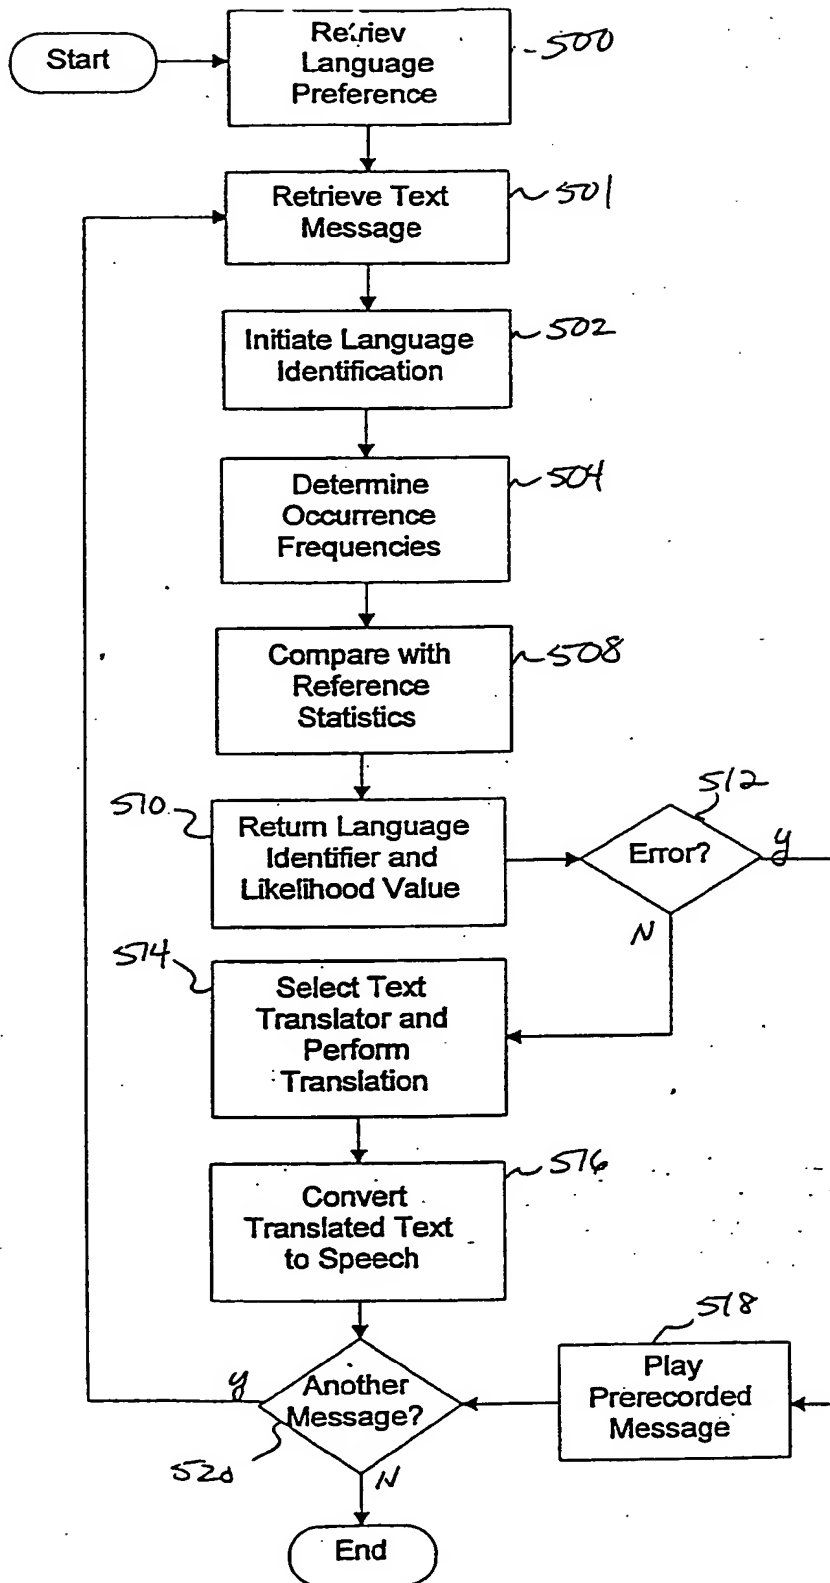 Start
Retriev
Language
Preference
500
Retrieve Text
Message
501
Initiate Language
Identification
502
Determine
Occurrence
Frequencies
504
Compare with
Reference
Statistics
508
510
Return Language
Identifier and
Likelihood Value
512
Error?
y
N
514
Select Text
Translator and
Perform
Translation
516
Convert
Translated Text
to Speech
518
Play
Prerecorded
Message
y
Another
Message?
520
N
End